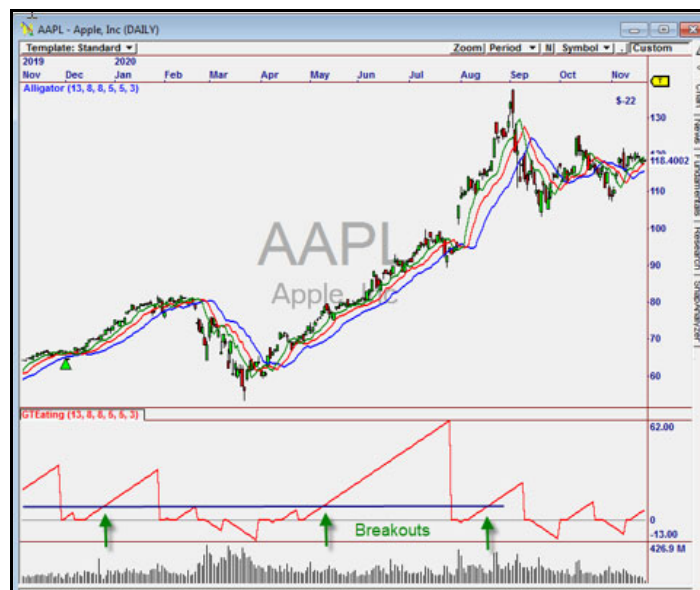 AAPL - Apple, Inc (DAILY)
Template: Standard Zoom Period N Symbol . Custom
2019 2020
Nov Dec Jan Feb Mar Apr May Jun Jul Aug Sep Oct Nov
Alligator (13, 8, 8, 5, 5, 3)
T
$-22
130
118.4002
110
100
90
80
70
60
AAPL
Apple, Inc
Chart | News | Fundamental | Research
GTEating (13, 8, 8, 5, 5, 3)
62.00
0
-13.00
Breakouts
426.9 M